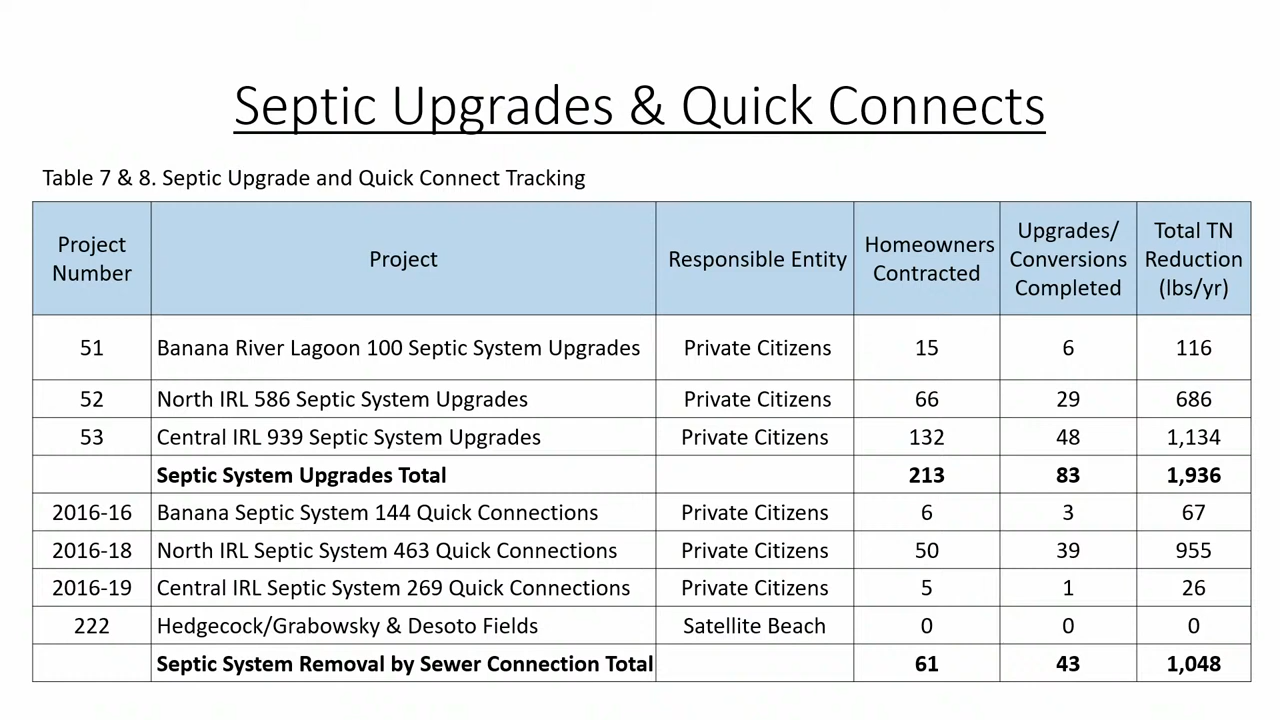 Septic Upgrades & Quick Connects
Table 7 & 8. Septic Upgrade and Quick Connect Tracking
Project Number Project Responsible Entity Homeowners Contracted Upgrades/ Conversions Completed Total TN Reduction (lbs/yr)
51 Banana River Lagoon 100 Septic System Upgrades Private Citizens 15 6 116
52 North IRL 586 Septic System Upgrades Private Citizens 66 29 686
53 Central IRL 939 Septic System Upgrades Private Citizens 132 48 1,134
Septic System Upgrades Total 213 83 1,936
2016-16 Banana Septic System 144 Quick Connections Private Citizens 6 3 67
2016-18 North IRL Septic System 463 Quick Connections Private Citizens 50 39 955
2016-19 Central IRL Septic System 269 Quick Connections Private Citizens 5 1 26
222 Hedgecock/Grabowsky & Desoto Fields Satellite Beach 0 0 0
Septic System Removal by Sewer Connection Total 61 43 1,048